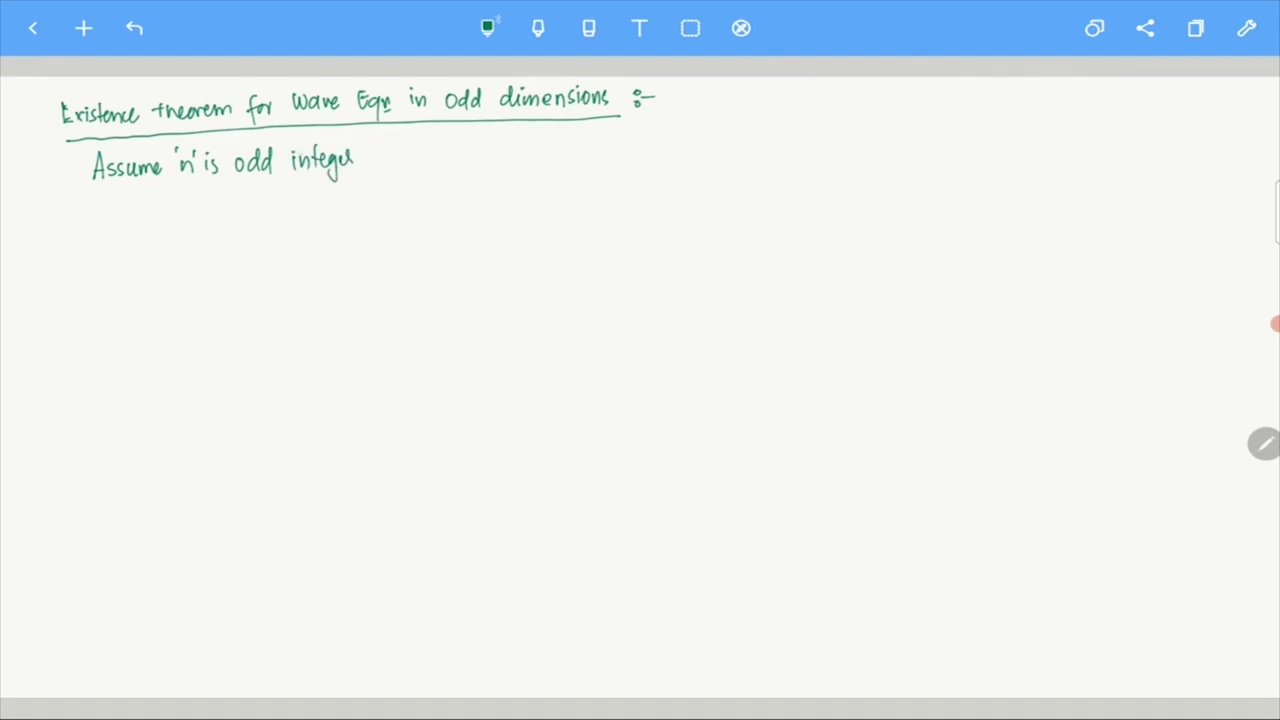 Existence theorem for Wave Eqn in odd dimensions :-
Assume 'n' is odd integer